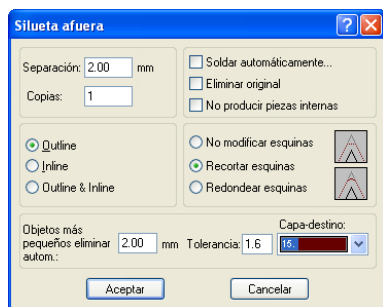 Silueta afuera
Separación: 2.00 mm
Copias: 1
Soldar automáticamente...
Eliminar original
No producir piezas internas
Outline
Inline
Outline & Inline
No modificar esquinas
Recortar esquinas
Redondear esquinas
Objetos más
pequeños eliminar
autom.:
2.00 mm
Tolerancia: 1.6
Capa-destino:
15.
Aceptar
Cancelar